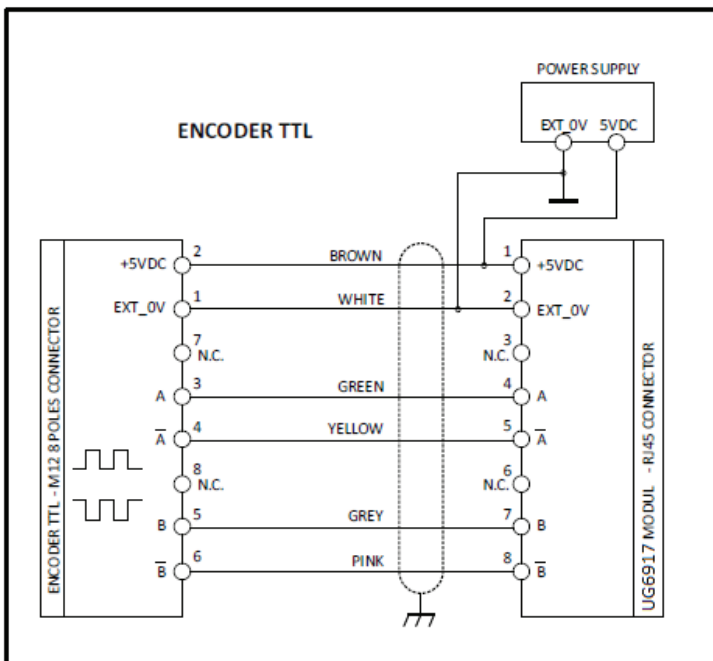 POWER SUPPLY
EXT_0V 5VDC
ENCODER TTL
ENCODER TTL - M12 8 POLES CONNECTOR
+5VDC 2 BROWN 1 +5VDC
EXT_0V 1 WHITE 2 EXT_0V
7 N.C. 3 N.C.
A 3 GREEN 4 A
A̅ 4 YELLOW 5 A̅
8 N.C. 6 N.C.
B 5 GREY 7 B
B̅ 6 PINK 8 B̅
UG6917 MODUL - RJ45 CONNECTOR